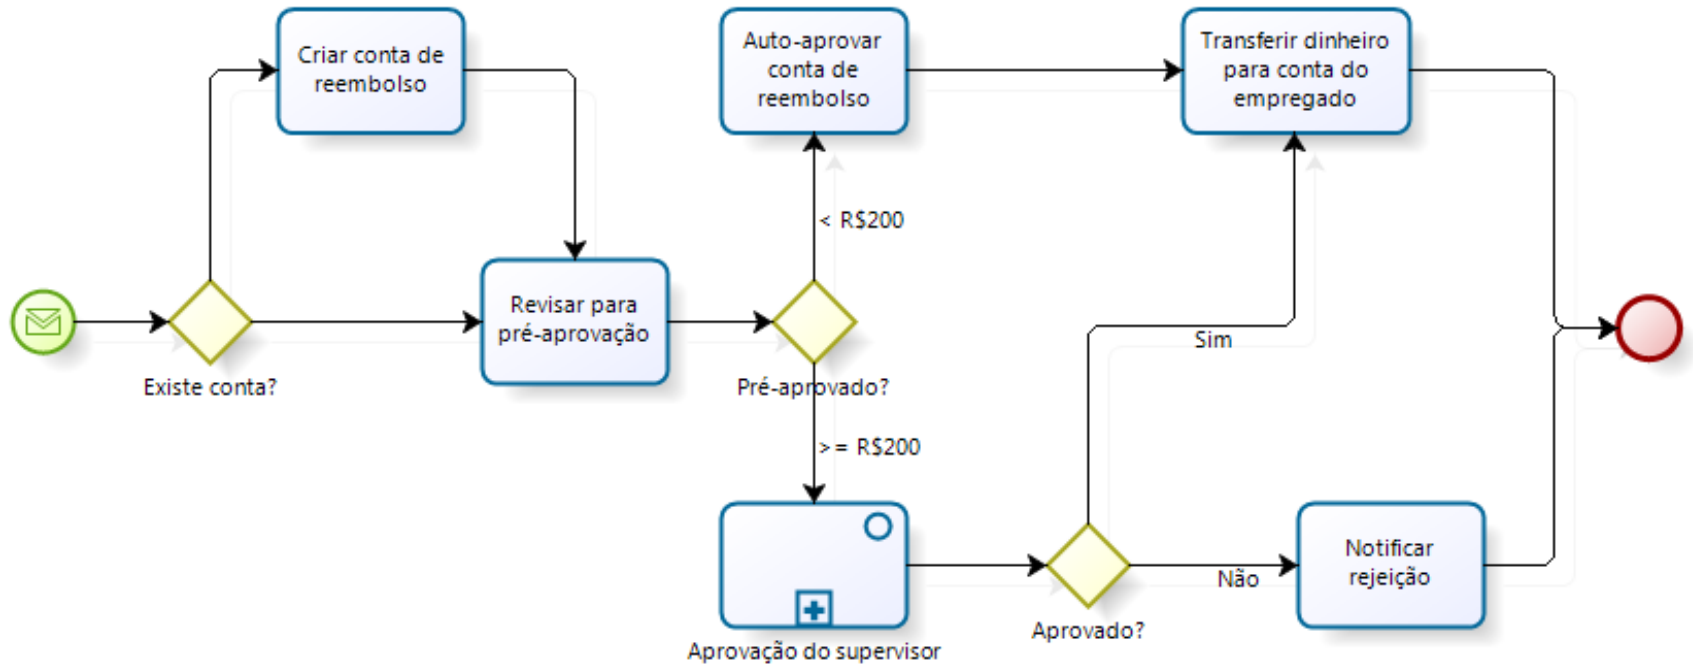 Criar conta de
reembolso
Auto-aprovar
conta de
reembolso
Transferir dinheiro
para conta do
empregado
< R$200
Revisar para
pré-aprovação
Existe conta?
Pré-aprovado?
Sim
>= R$200
Notificar
rejeição
Não
Aprovado?
Aprovação do supervisor